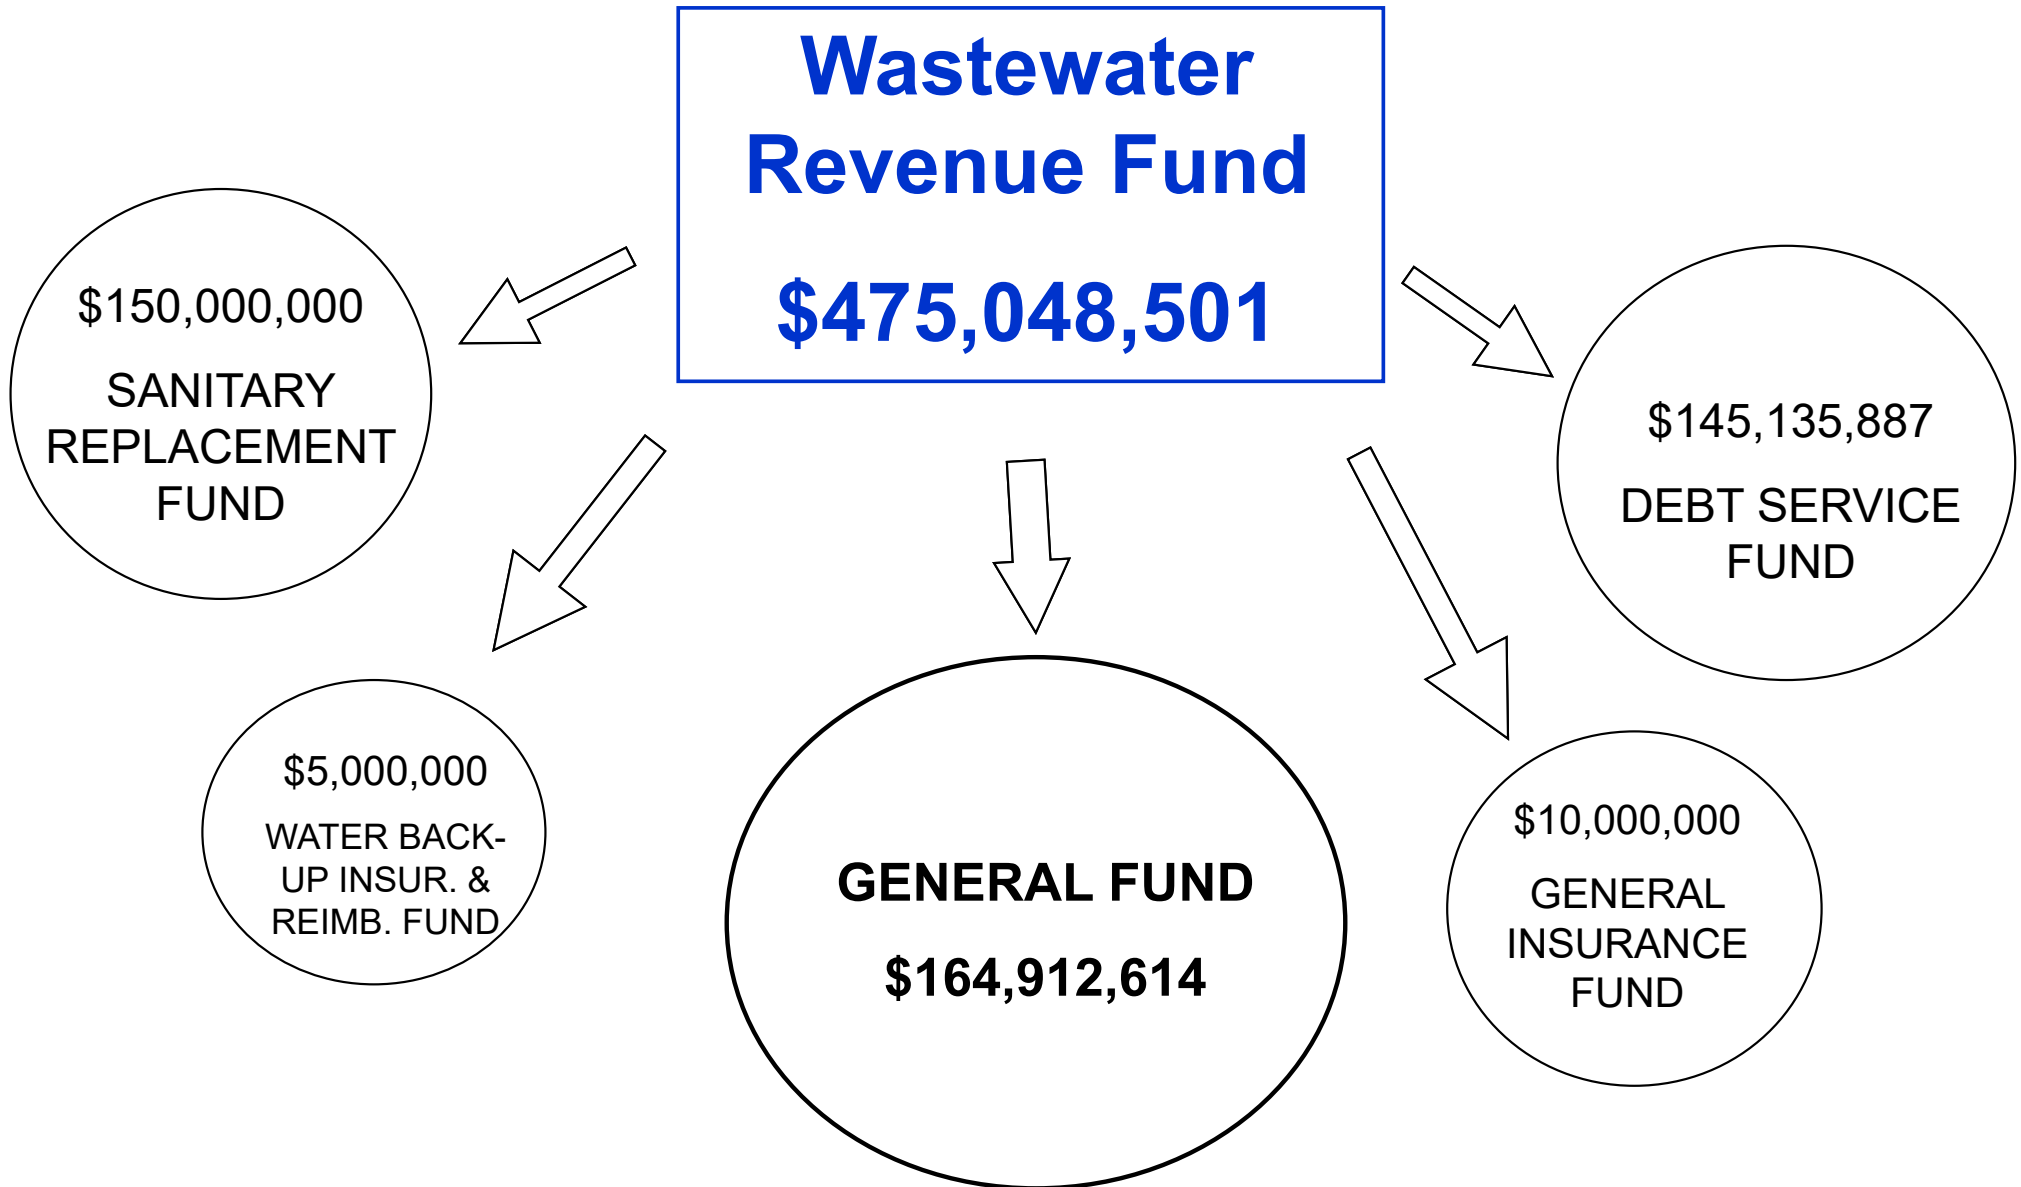 Wastewater
Revenue Fund
$475,048,501
$150,000,000
SANITARY
REPLACEMENT
FUND
$145,135,887
DEBT SERVICE
FUND
$5,000,000
WATER BACK-
UP INSUR. &
REIMB. FUND
GENERAL FUND
$164,912,614
$10,000,000
GENERAL
INSURANCE
FUND